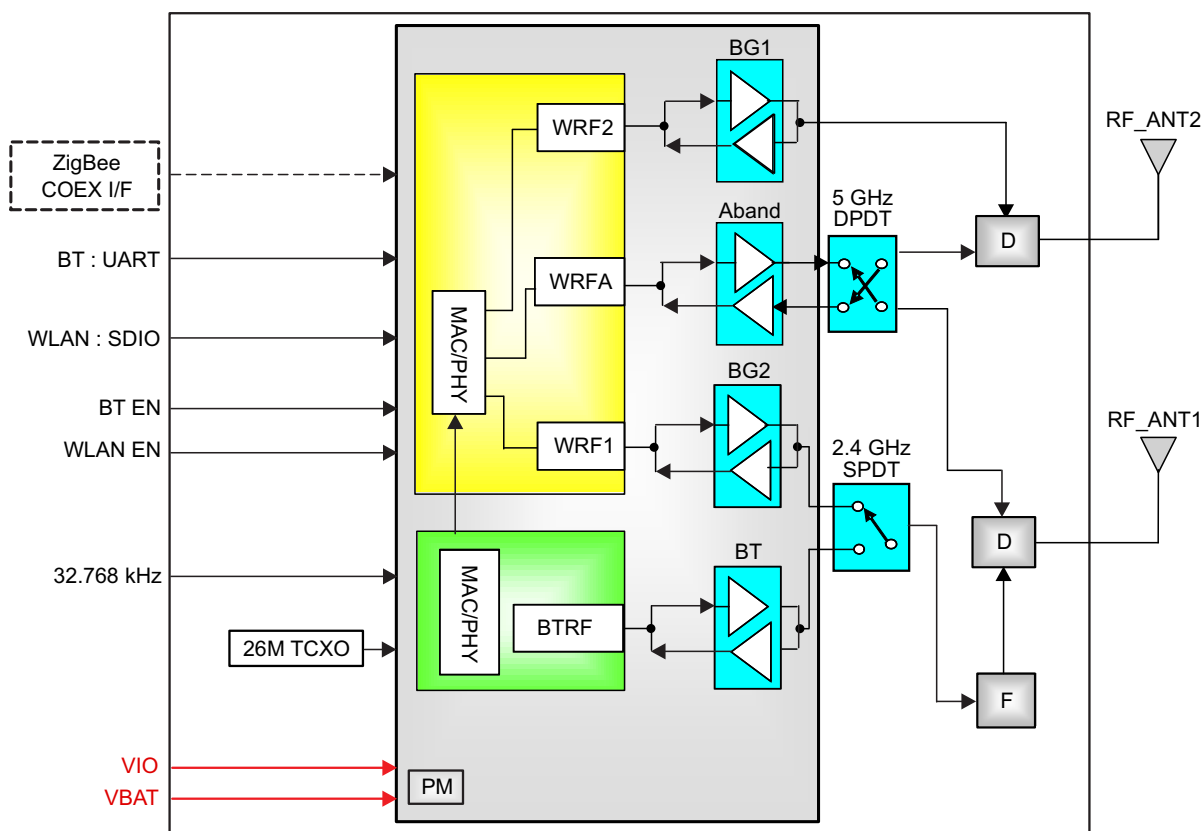 BG1
WRF2
RF_ANT2
ZigBee
COEX I/F
Aband
5 GHz
DPDT
D
BT : UART
WRFA
MAC/PHY
WLAN : SDIO
BG2
BT EN
RF_ANT1
WLAN EN
WRF1
2.4 GHz
SPDT
D
BT
32.768 kHz
MAC/PHY
BTRF
26M TCXO
F
VIO
PM
VBAT